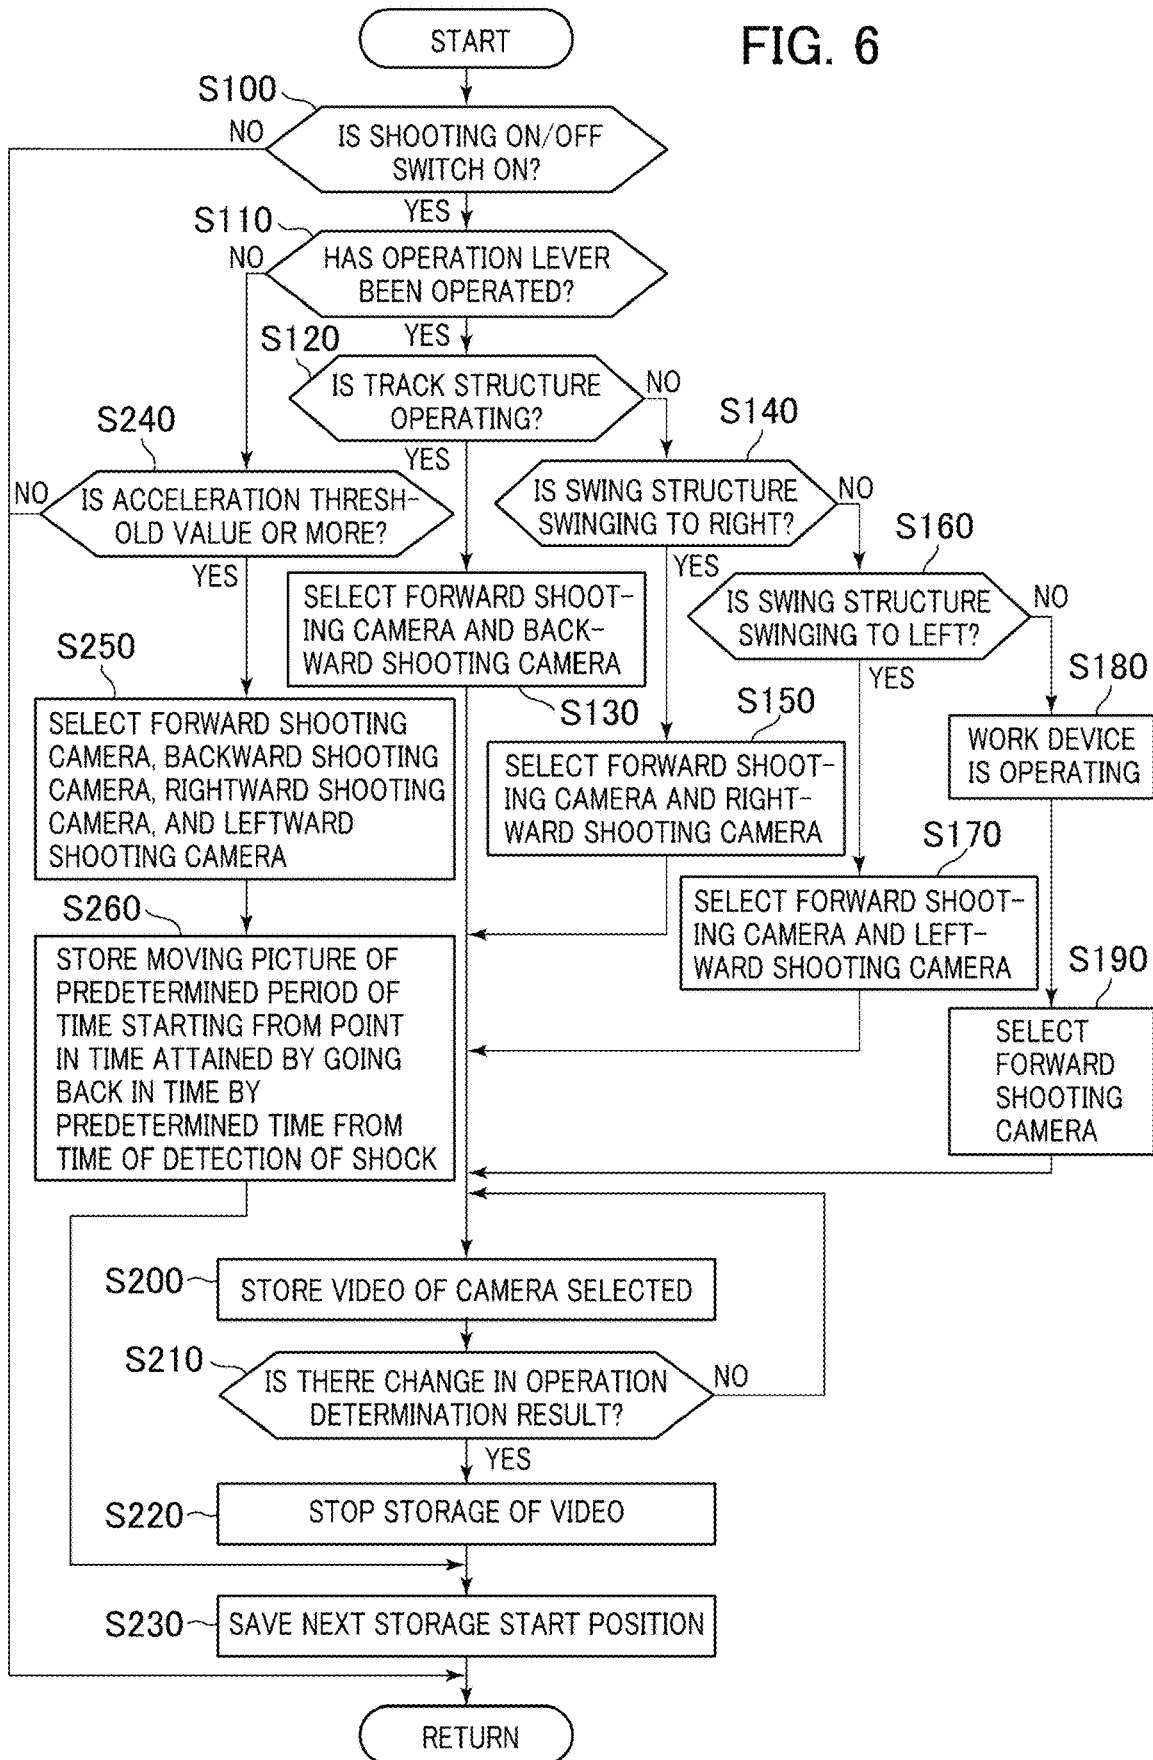 START
FIG. 6
S100
NO
IS SHOOTING ON/OFF
SWITCH ON?
YES
S110
NO
HAS OPERATION LEVER
BEEN OPERATED?
YES
S120
IS TRACK STRUCTURE
OPERATING?
NO
YES
S240
NO
IS ACCELERATION THRESH-
OLD VALUE OR MORE?
YES
S140
IS SWING STRUCTURE
SWINGING TO RIGHT?
NO
YES
S160
IS SWING STRUCTURE
SWINGING TO LEFT?
NO
YES
SELECT FORWARD SHOOT-
ING CAMERA AND BACK-
WARD SHOOTING CAMERA
S130
S250
SELECT FORWARD SHOOTING
CAMERA, BACKWARD SHOOTING
CAMERA, RIGHTWARD SHOOTING
CAMERA, AND LEFTWARD
SHOOTING CAMERA
S150
SELECT FORWARD SHOOT-
ING CAMERA AND RIGHT-
WARD SHOOTING CAMERA
S180
WORK DEVICE
IS OPERATING
S170
SELECT FORWARD SHOOT-
ING CAMERA AND LEFT-
WARD SHOOTING CAMERA
S260
STORE MOVING PICTURE OF
PREDETERMINED PERIOD OF
TIME STARTING FROM POINT
IN TIME ATTAINED BY GOING
BACK IN TIME BY
PREDETERMINED TIME FROM
TIME OF DETECTION OF SHOCK
S190
SELECT
FORWARD
SHOOTING
CAMERA
S200
STORE VIDEO OF CAMERA SELECTED
S210
IS THERE CHANGE IN OPERATION
DETERMINATION RESULT?
NO
YES
S220
STOP STORAGE OF VIDEO
S230
SAVE NEXT STORAGE START POSITION
RETURN